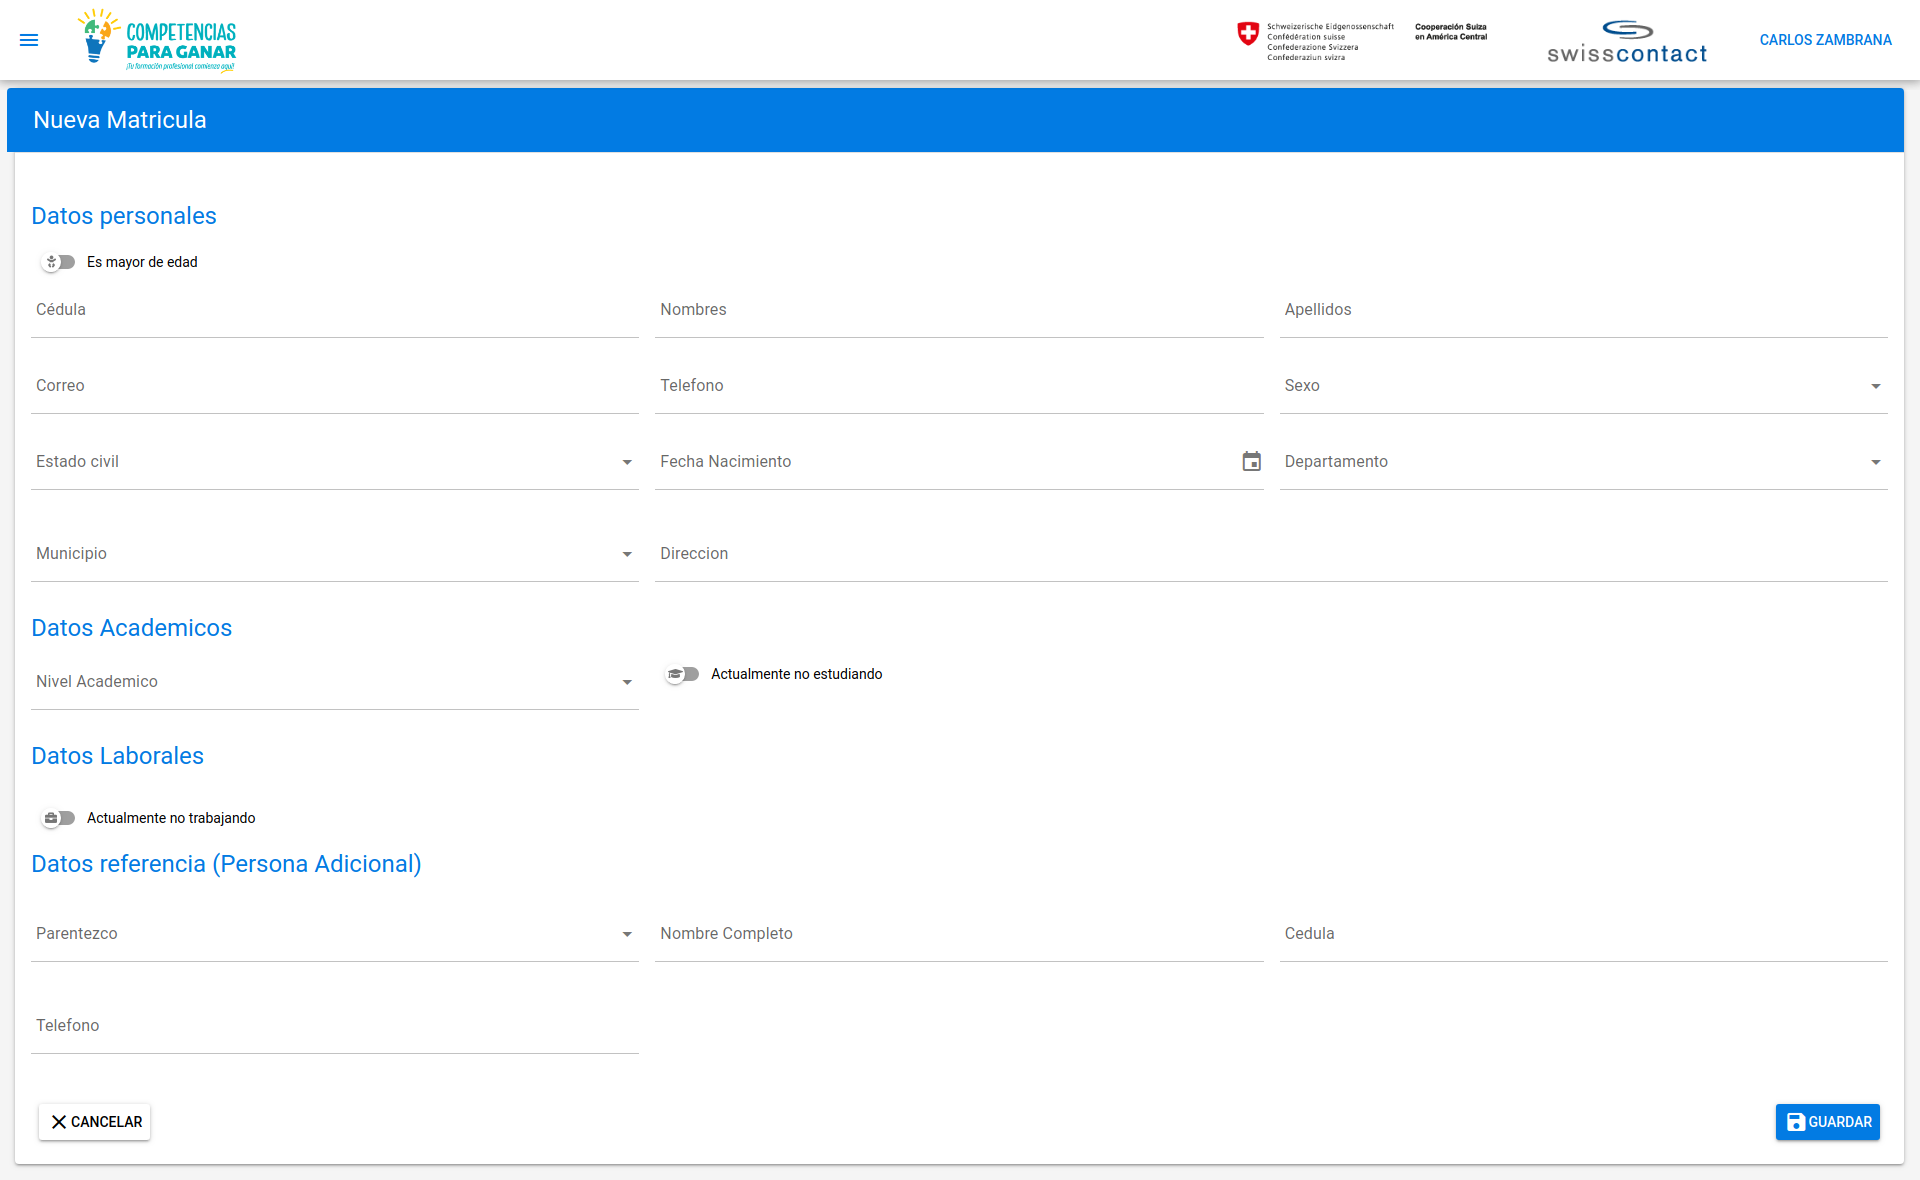 COMPETENCIAS
PARA GANAR
¡Tu formación profesional comienza aquí!
Schweizerische Eidgenossenschaft
Confédération suisse
Confederazione Svizzera
Confederaziun svizra
Cooperación Suiza
en América Central
swisscontact
CARLOS ZAMBRANA
Nueva Matricula
Datos personales
Es mayor de edad
Cédula
Nombres
Apellidos
Correo
Telefono
Sexo
Estado civil
Fecha Nacimiento
Departamento
Municipio
Direccion
Datos Academicos
Nivel Academico
Actualmente no estudiando
Datos Laborales
Actualmente no trabajando
Datos referencia (Persona Adicional)
Parentezco
Nombre Completo
Cedula
Telefono
CANCELAR
GUARDAR